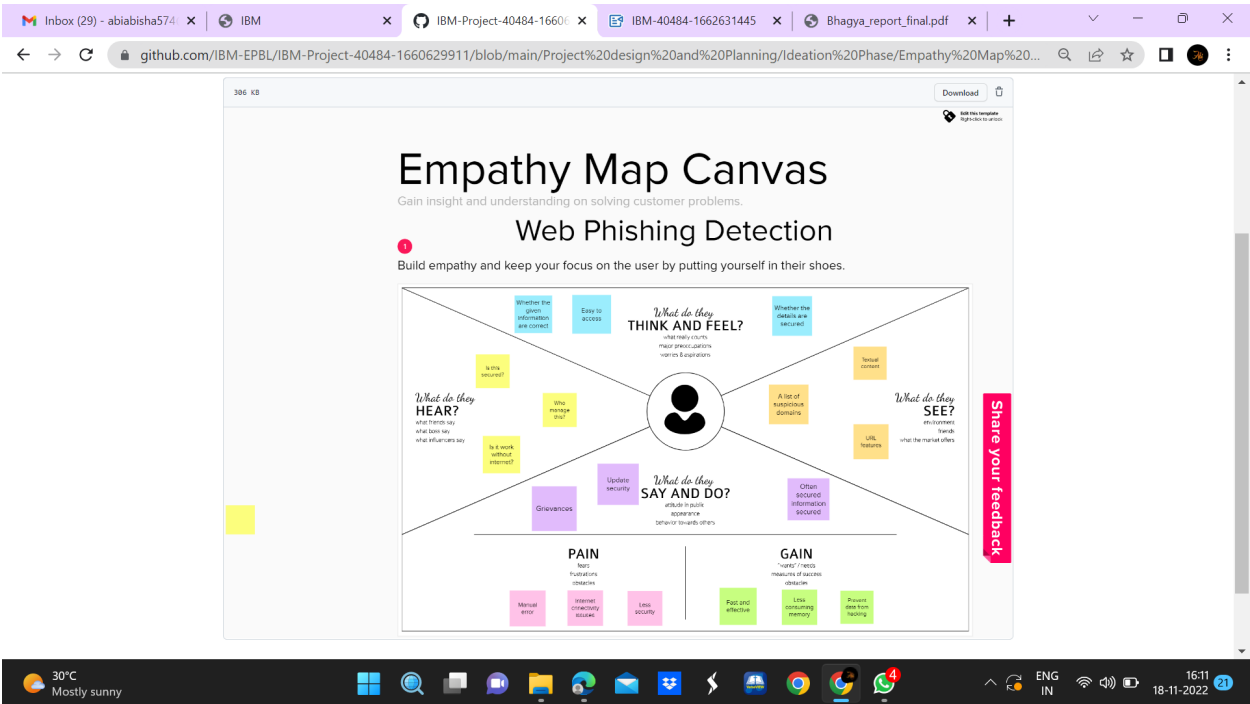 Inbox (29) - abiabisha574
IBM
IBM-Project-40484-16606
IBM-40484-1662631445
Bhagya_report_final.pdf
github.com/IBM-EPBL/IBM-Project-40484-1660629911/blob/main/Project%20design%20and%20Planning/Ideation%20Phase/Empathy%20Map%20...
306 KB
Download
Edit this template
Right-click to unlock
Empathy Map Canvas
Gain insight and understanding on solving customer problems.
Web Phishing Detection
1
Build empathy and keep your focus on the user by putting yourself in their shoes.
Whether the
given
information
are correct
Easy to
access
What do they
THINK AND FEEL?
what really counts
major preoccupations
worries & aspirations
Whether the
details are
secured
Is this
secured?
What do they
HEAR?
what friends say
what boss say
what influencers say
Who
manage
this?
Is it work
without
internet?
Textual
content
A list of
suspicious
domains
What do they
SEE?
environment
friends
what the market offers
URL
features
Update
security
Grievances
What do they
SAY AND DO?
attitude in public
appearance
behavior towards others
Often
secured
information
secured
PAIN
fears
frustrations
obstacles
Manual
error
Internet
cnnectivity
issuses
Less
security
GAIN
"wants" / needs
measures of success
obstacles
Fast and
effective
Less
consuming
memory
Prevent
data from
hacking
Share your feedback
30°C
Mostly sunny
4
ENG
IN
16:11
18-11-2022
21